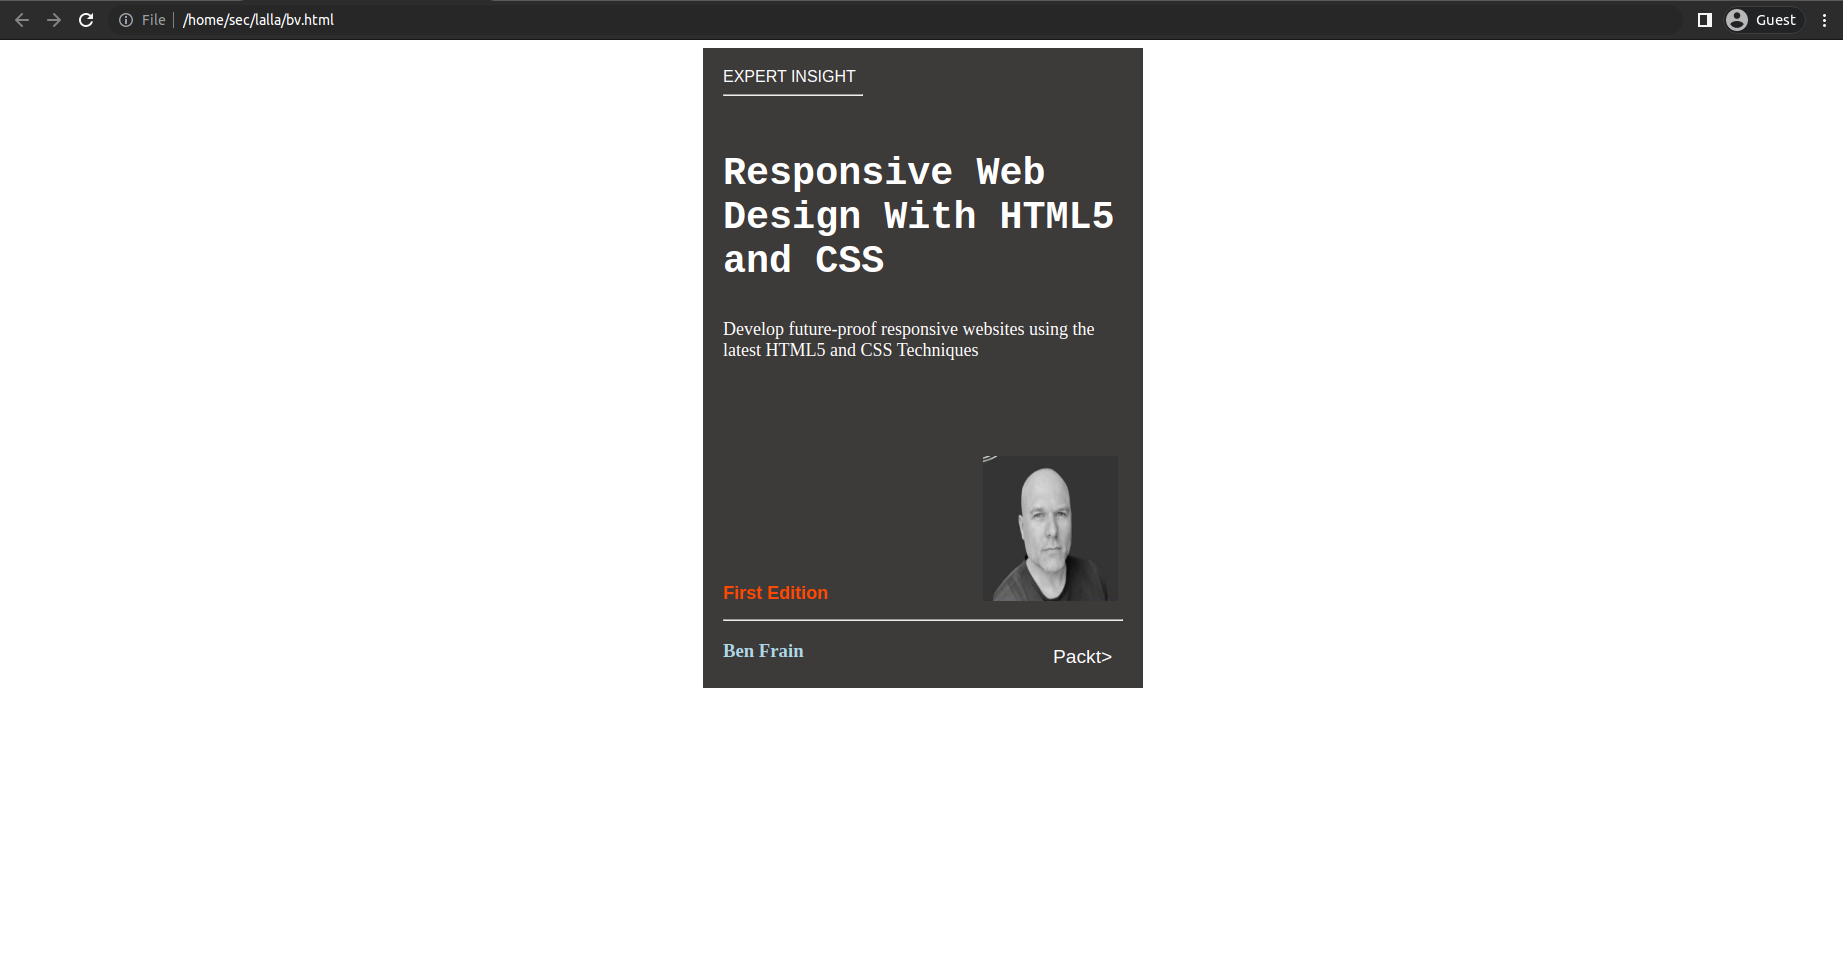 File
/home/sec/lalla/bv.html
Guest
EXPERT INSIGHT
Responsive Web
Design With HTML5
and CSS
Develop future-proof responsive websites using the
latest HTML5 and CSS Techniques
First Edition
Ben Frain
Packt>